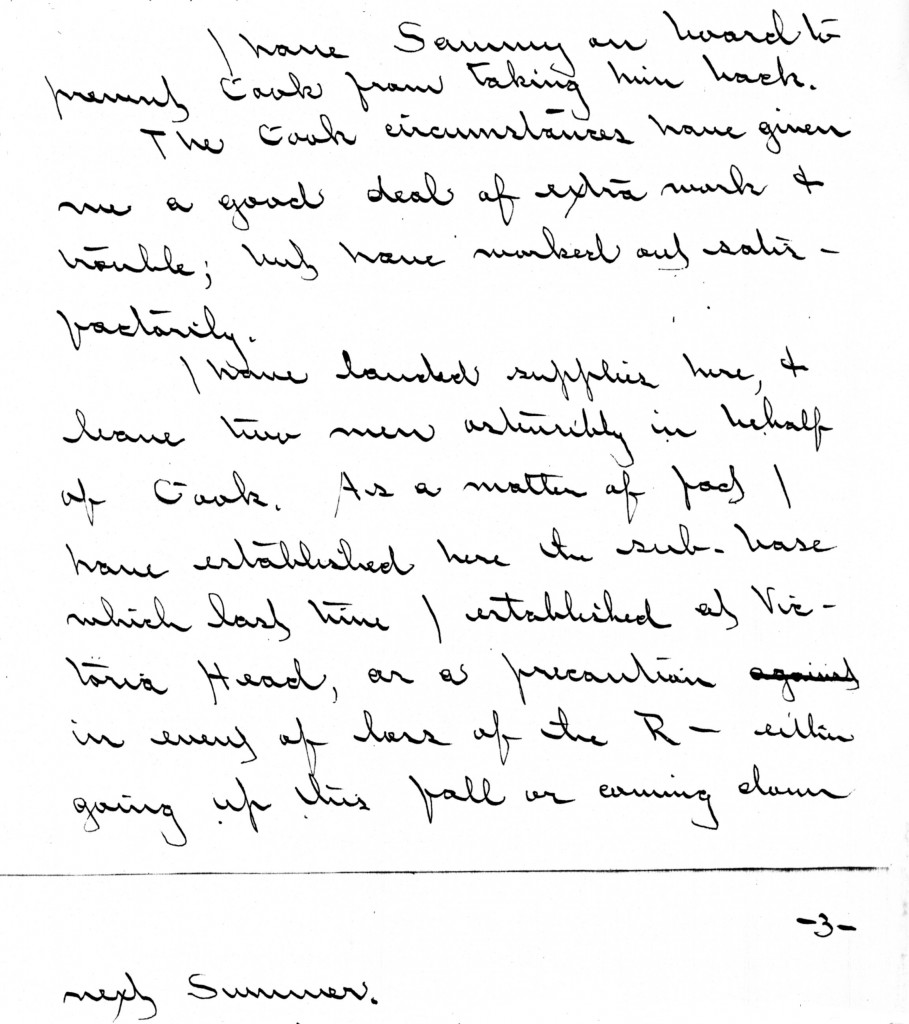 I have Sammy on board to
prevent Cook from taking him back.
The Cook circumstances have given
me a good deal of extra work &
trouble; but have worked out satis-
factorily.
I have landed supplies here, &
leave two men ostensibly in behalf
of Cook. As a matter of fact I
have established here the sub-base
which last time I established at Vic-
toria Head, as a precaution against
in event of loss of the R— either
going up this fall or coming down
-3-
next Summer.